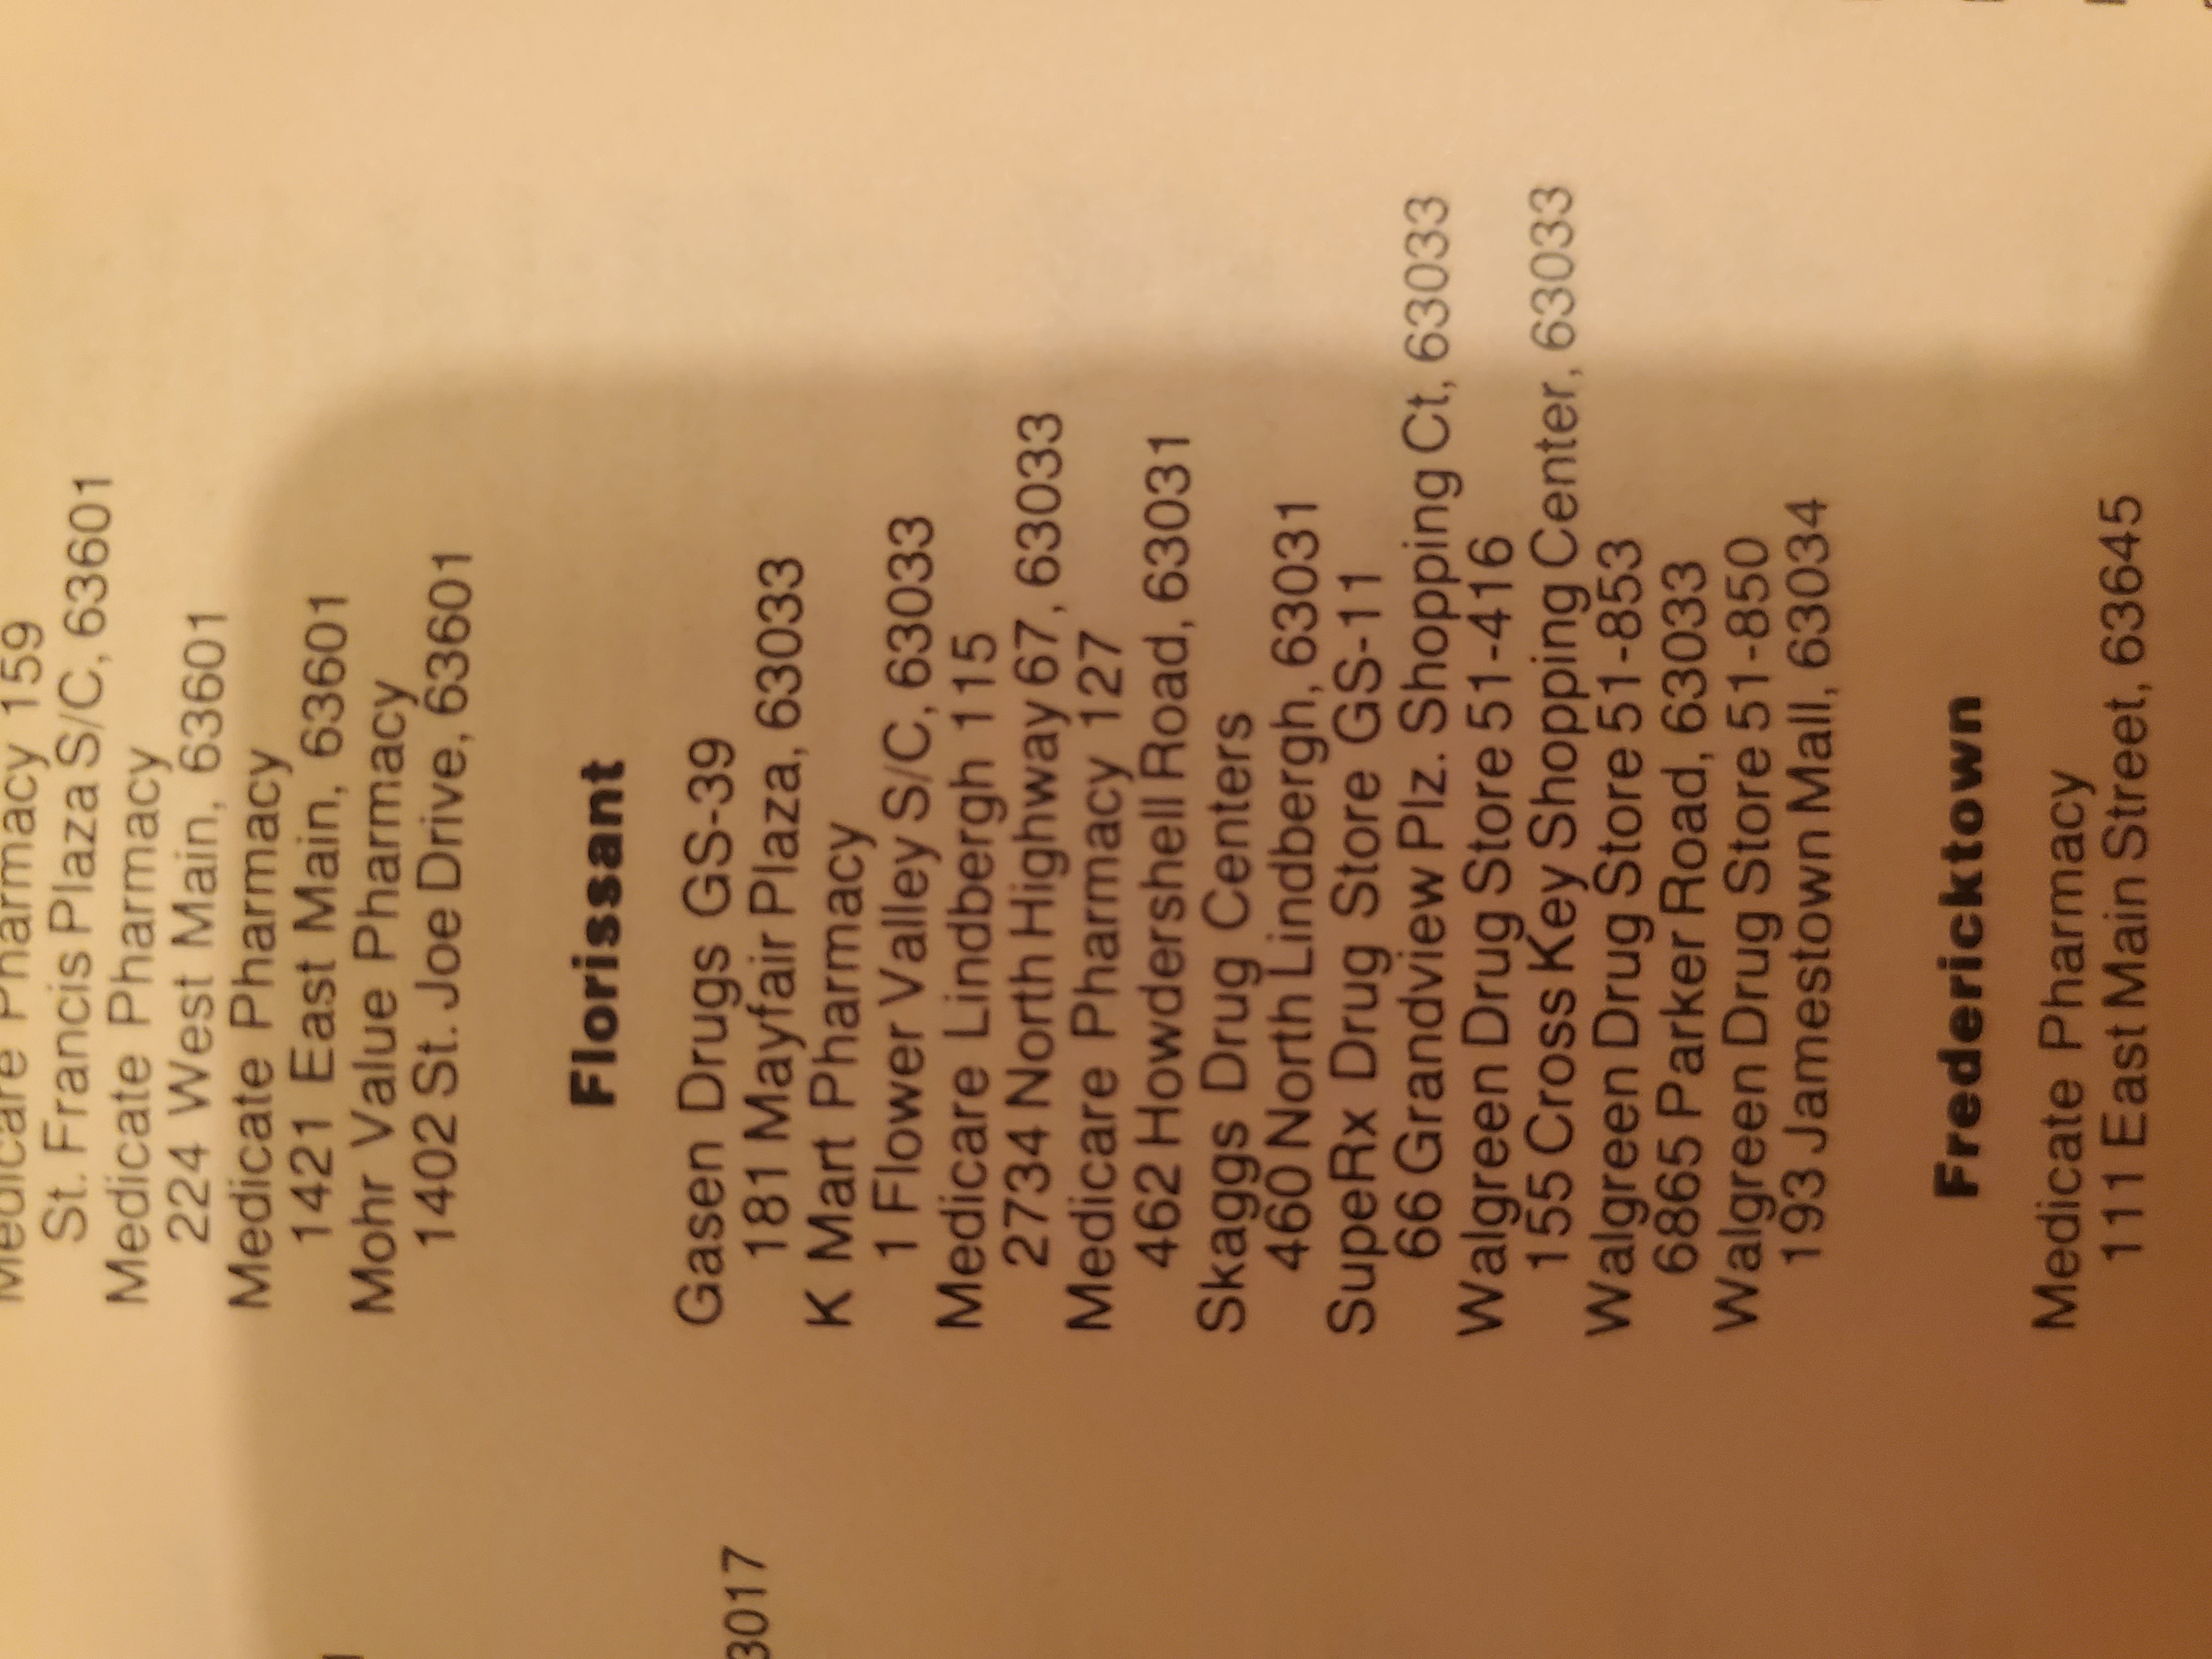 Medicare Pharmacy 159
St. Francis Plaza S/C, 63601
Medicate Pharmacy
224 West Main, 63601
Medicate Pharmacy
1421 East Main, 63601
Mohr Value Pharmacy
1402 St. Joe Drive, 63601
Florissant
Gasen Drugs GS-39
181 Mayfair Plaza, 63033
K Mart Pharmacy
1 Flower Valley S/C, 63033
Medicare Lindbergh 115
2734 North Highway 67, 63033
Medicare Pharmacy 127
462 Howdershell Road, 63031
Skaggs Drug Centers
460 North Lindbergh, 63031
SupeRx Drug Store GS-11
66 Grandview Plz. Shopping Ct, 63033
Walgreen Drug Store 51-416
155 Cross Key Shopping Center, 63033
Walgreen Drug Store 51-853
6865 Parker Road, 63033
Walgreen Drug Store 51-850
193 Jamestown Mall, 63034
Fredericktown
Medicate Pharmacy
111 East Main Street, 63645
3017